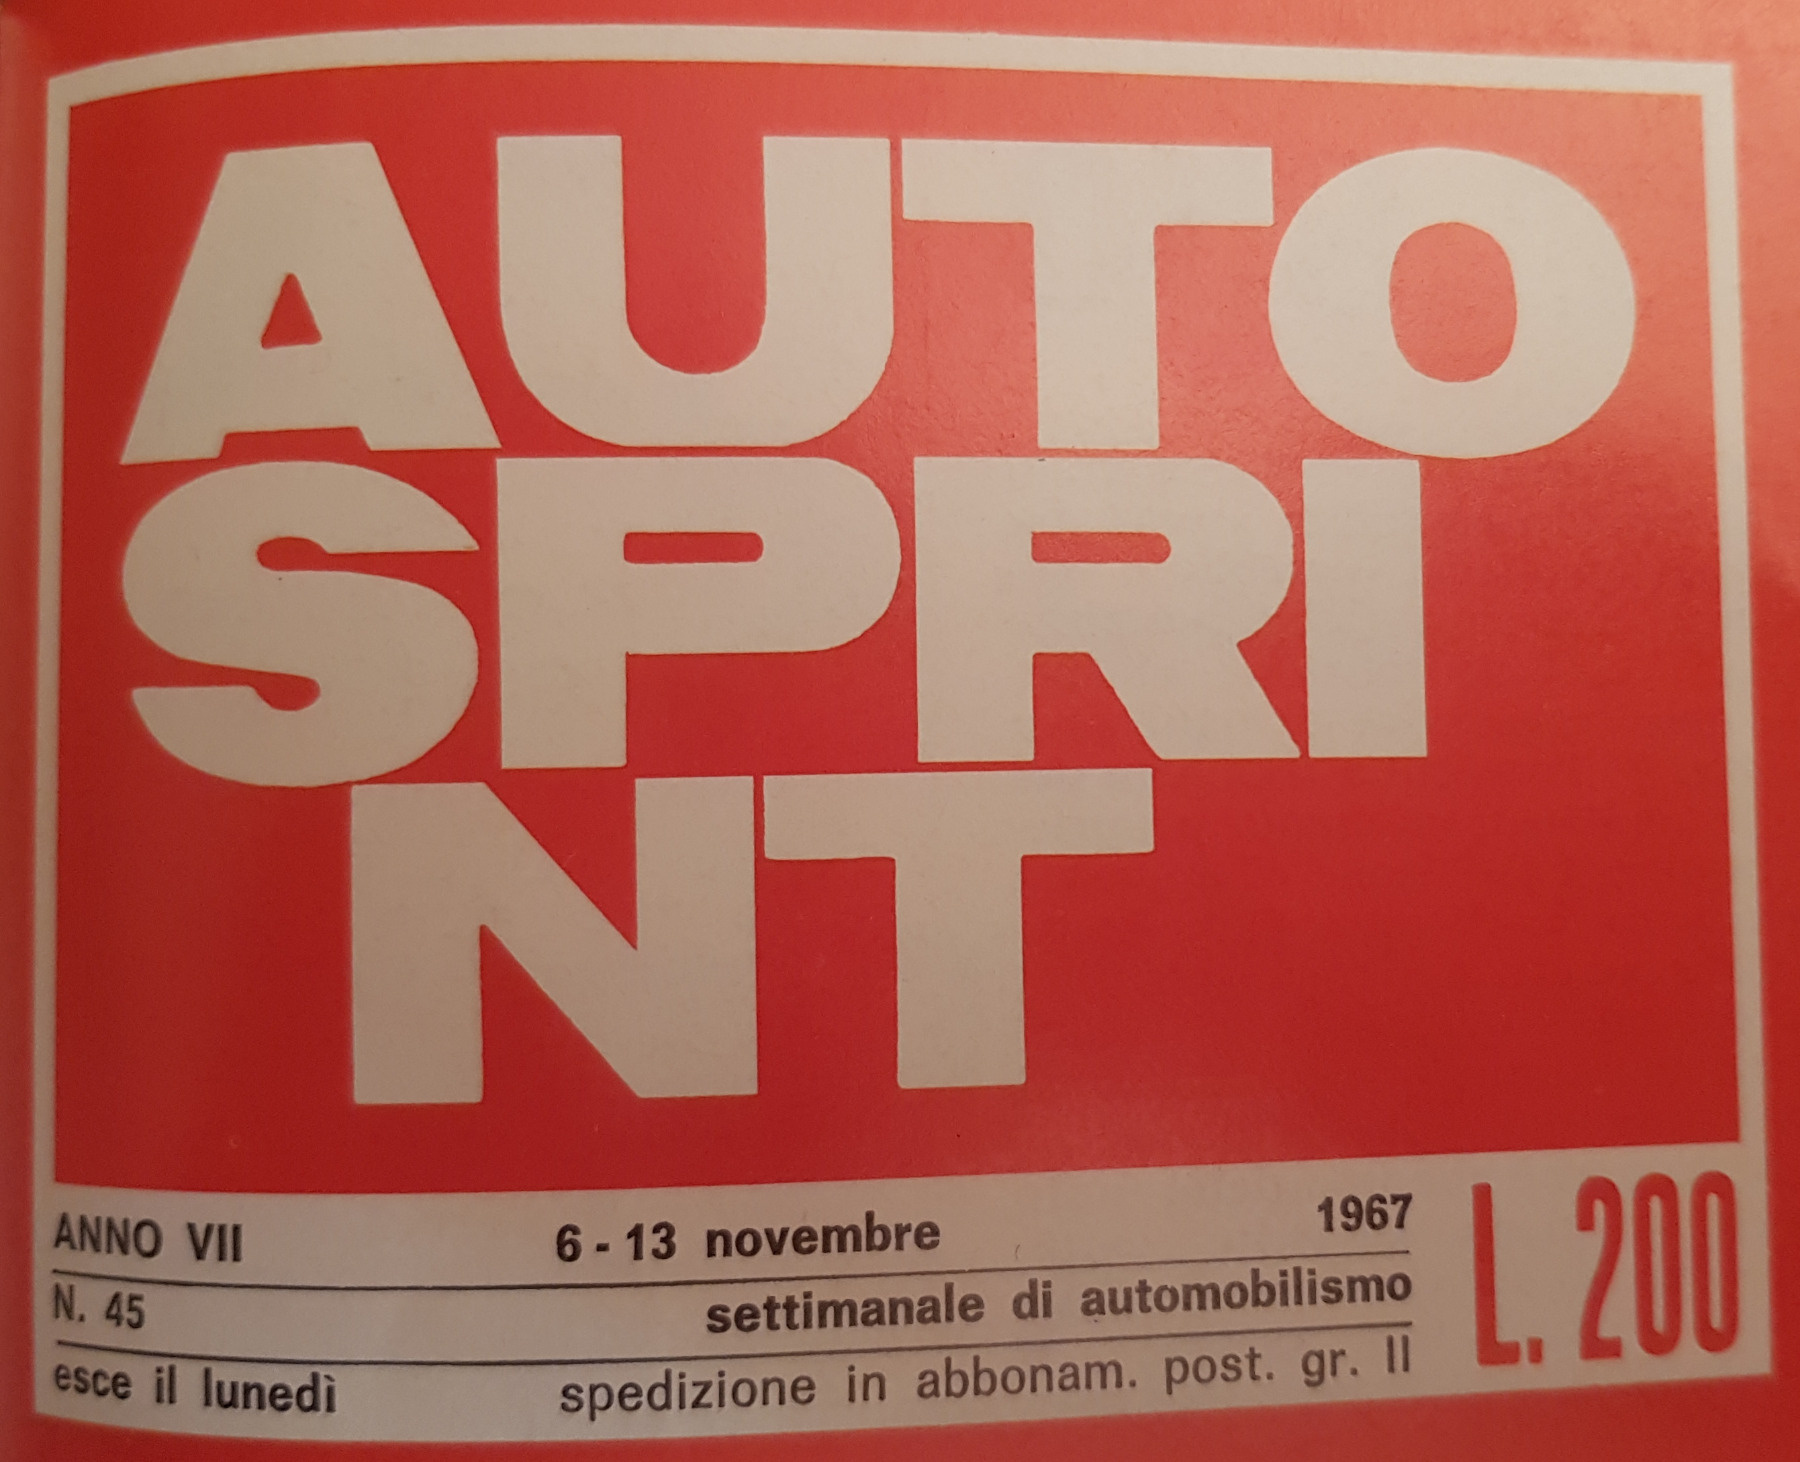 AUTO
SPRI
NT
ANNO VII 6 - 13 novembre 1967
N. 45 settimanale di automobilismo
esce il lunedì spedizione in abbonam. post. gr. II
L. 200